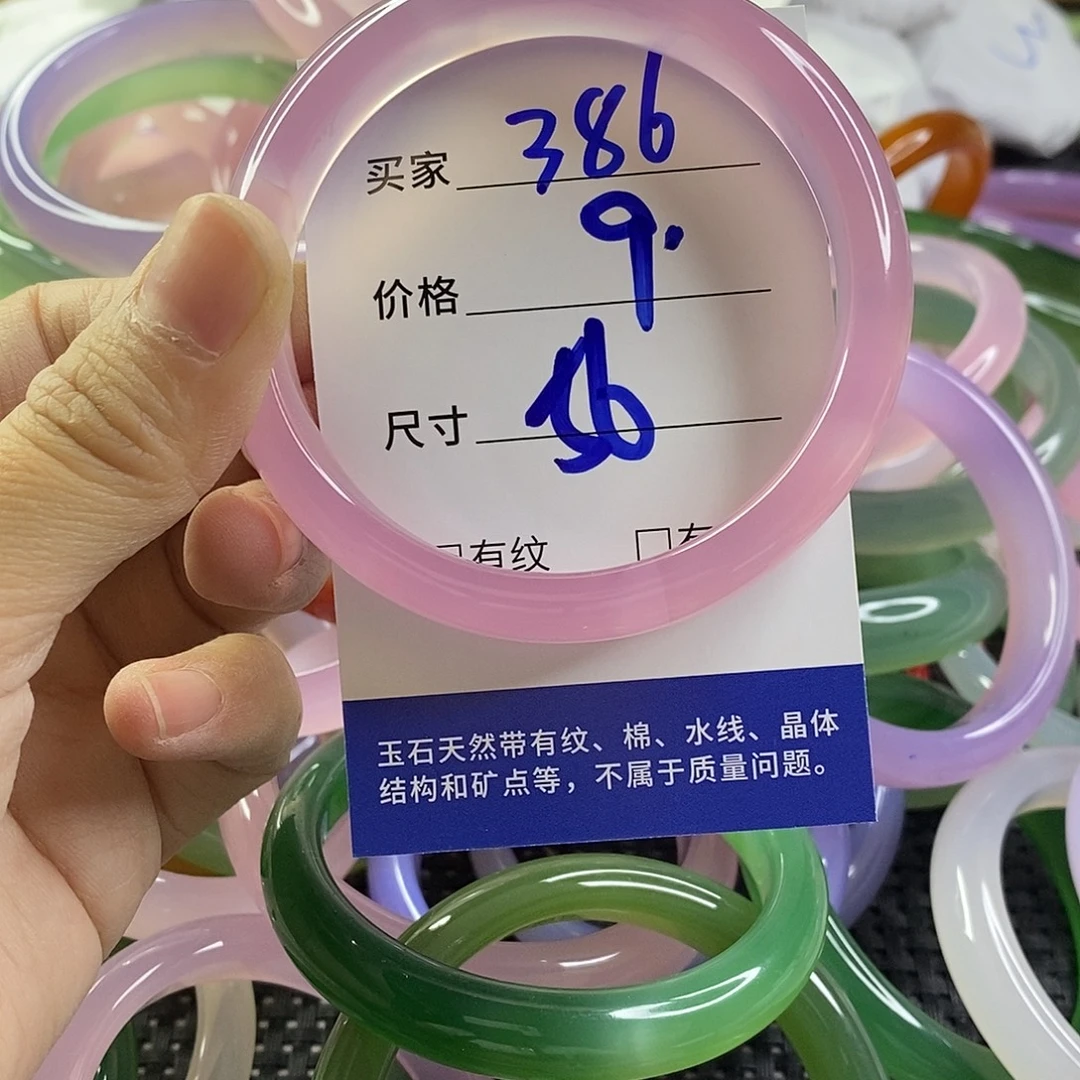 买家 386
价格 9.
尺寸 56
□有纹 □有
玉石天然带有纹、棉、水线、晶体
结构和矿点等，不属于质量问题。